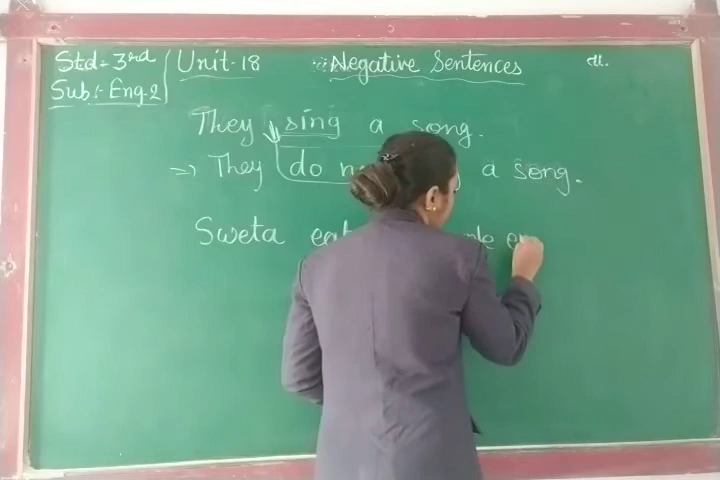 Std:- 3rd Unit-18 Negative Sentences
Sub:- Eng-2
They sing a song.
=> They do a song.
Sweta